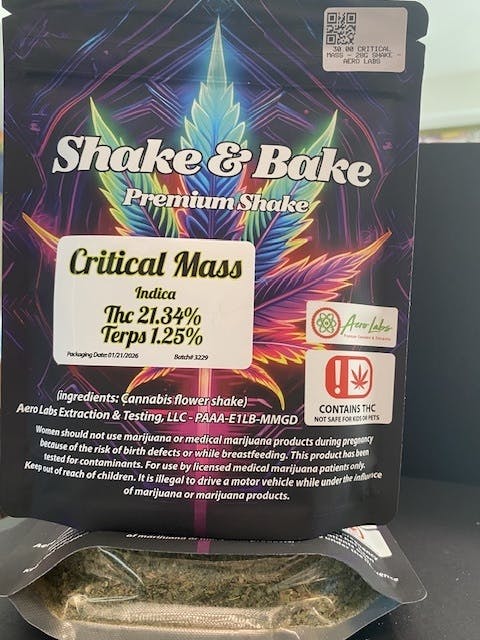 30.00 CRITICAL
MASS - 28G SHAKE -
AERO LABS
Shake & Bake
Premium Shake
Critical Mass
Indica
Thc 21.34%
Terps 1.25%
Packaging Date: 01/21/2026 Batch# 3229
Aero Labs
CONTAINS THC
NOT SAFE FOR KIDS OR PETS
(ingredients: Cannabis flower shake)
Aero Labs Extraction & Testing, LLC - PAAA-E1LB-MMGD
Women should not use marijuana or medical marijuana products during pregnancy
because of the risk of birth defects or while breastfeeding. This product has been
tested for contaminants. For use by licensed medical marijuana patients only.
Keep out of reach of children. It is illegal to drive a motor vehicle while under the influence
of marijuana or marijuana products.
of marijuana or marijuana products.